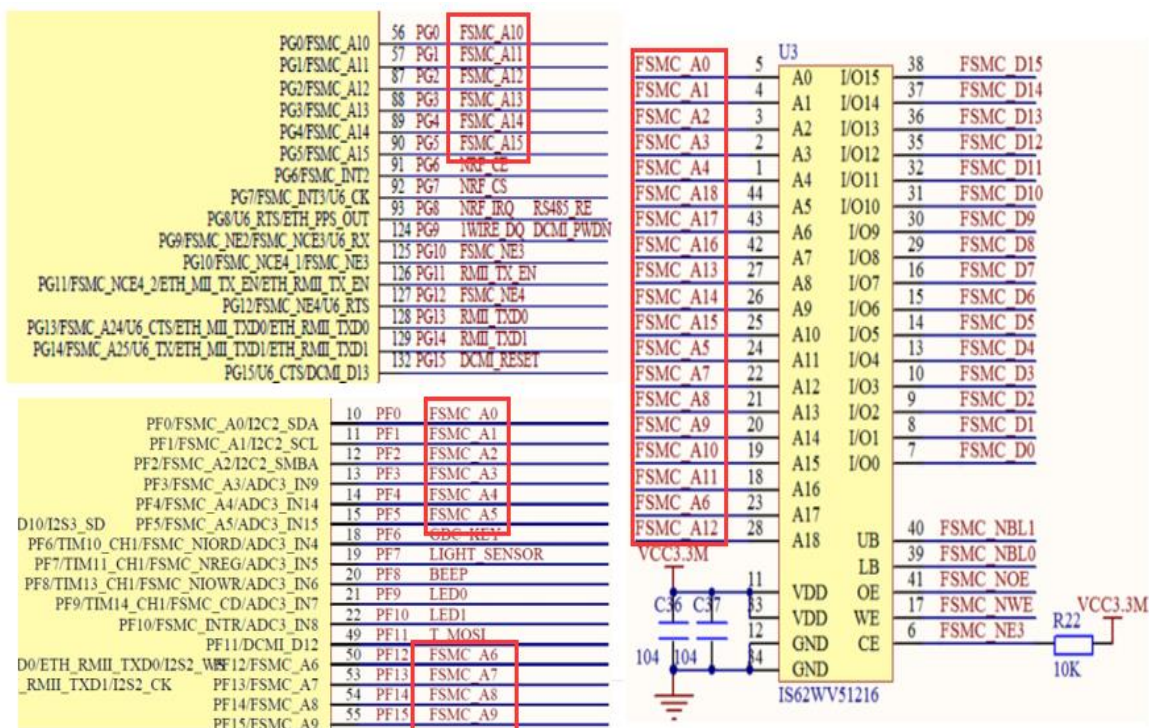 PG0/FSMC_A10 56 PG0 FSMC_A10
PG1/FSMC_A11 57 PG1 FSMC_A11
PG2/FSMC_A12 87 PG2 FSMC_A12
PG3/FSMC_A13 88 PG3 FSMC_A13
PG4/FSMC_A14 89 PG4 FSMC_A14
PG5/FSMC_A15 90 PG5 FSMC_A15
PG6/FSMC_INT2 91 PG6 NRF_CE
PG7/FSMC_INT3/U6_CK 92 PG7 NRF_CS
PG8/U6_RTS/ETH_PPS_OUT 93 PG8 NRF_IRQ RS485_RE
PG9/FSMC_NE2/FSMC_NCE3/U6_RX 124 PG9 1WIRE_DQ DCMI_PWDN
PG10/FSMC_NCE4_1/FSMC_NE3 125 PG10 FSMC_NE3
PG11/FSMC_NCE4_2/ETH_MII_TX_EN/ETH_RMII_TX_EN 126 PG11 RMII_TX_EN
PG12/FSMC_NE4/U6_RTS 127 PG12 FSMC_NE4
PG13/FSMC_A24/U6_CTS/ETH_MII_TXD0/ETH_RMII_TXD0 128 PG13 RMII_TXD0
PG14/FSMC_A25/U6_TX/ETH_MII_TXD1/ETH_RMII_TXD1 129 PG14 RMII_TXD1
PG15/U6_CTS/DCMI_D13 132 PG15 DCMI_RESET
PF0/FSMC_A0/I2C2_SDA 10 PF0 FSMC_A0
PF1/FSMC_A1/I2C2_SCL 11 PF1 FSMC_A1
PF2/FSMC_A2/I2C2_SMBA 12 PF2 FSMC_A2
PF3/FSMC_A3/ADC3_IN9 13 PF3 FSMC_A3
PF4/FSMC_A4/ADC3_IN14 14 PF4 FSMC_A4
D10/I2S3_SD PF5/FSMC_A5/ADC3_IN15 15 PF5 FSMC_A5
PF6/TIM10_CH1/FSMC_NIORD/ADC3_IN4 18 PF6 GBC_KEY
PF7/TIM11_CH1/FSMC_NREG/ADC3_IN5 19 PF7 LIGHT_SENSOR
PF8/TIM13_CH1/FSMC_NIOWR/ADC3_IN6 20 PF8 BEEP
PF9/TIM14_CH1/FSMC_CD/ADC3_IN7 21 PF9 LED0
PF10/FSMC_INTR/ADC3_IN8 22 PF10 LED1
PF11/DCMI_D12 49 PF11 T_MOSI
D0/ETH_RMII_TXD0/I2S2_WS PF12/FSMC_A6 50 PF12 FSMC_A6
_RMII_TXD1/I2S2_CK PF13/FSMC_A7 53 PF13 FSMC_A7
PF14/FSMC_A8 54 PF14 FSMC_A8
PF15/FSMC_A9 55 PF15 FSMC_A9
U3
FSMC_A0 5 A0 I/O15 38 FSMC_D15
FSMC_A1 4 A1 I/O14 37 FSMC_D14
FSMC_A2 3 A2 I/O13 36 FSMC_D13
FSMC_A3 2 A3 I/O12 35 FSMC_D12
FSMC_A4 1 A4 I/O11 32 FSMC_D11
FSMC_A18 44 A5 I/O10 31 FSMC_D10
FSMC_A17 43 A6 I/O9 30 FSMC_D9
FSMC_A16 42 A7 I/O8 29 FSMC_D8
FSMC_A13 27 A8 I/O7 16 FSMC_D7
FSMC_A14 26 A9 I/O6 15 FSMC_D6
FSMC_A15 25 A10 I/O5 14 FSMC_D5
FSMC_A5 24 A11 I/O4 13 FSMC_D4
FSMC_A7 22 A12 I/O3 10 FSMC_D3
FSMC_A8 21 A13 I/O2 9 FSMC_D2
FSMC_A9 20 A14 I/O1 8 FSMC_D1
FSMC_A10 19 A15 I/O0 7 FSMC_D0
FSMC_A11 18 A16
FSMC_A6 23 A17
FSMC_A12 28 A18 UB 40 FSMC_NBL1
VCC3.3M LB 39 FSMC_NBL0
11 VDD OE 41 FSMC_NOE
C36 C37 33 VDD WE 17 FSMC_NWE VCC3.3M
12 GND CE 6 FSMC_NE3 R22
104 104 34 GND 10K
IS62WV51216